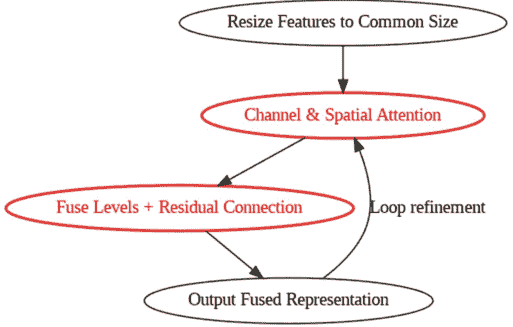 Resize Features to Common Size
Channel & Spatial Attention
Fuse Levels + Residual Connection
Loop refinement
Output Fused Representation